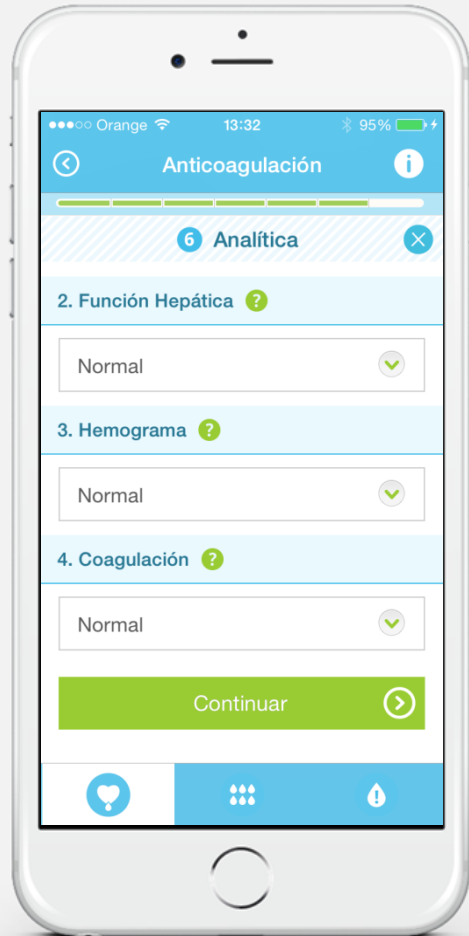 Orange 13:32 95%
Anticoagulación i
6 Analítica
2. Función Hepática ?
Normal
3. Hemograma ?
Normal
4. Coagulación ?
Normal
Continuar
!